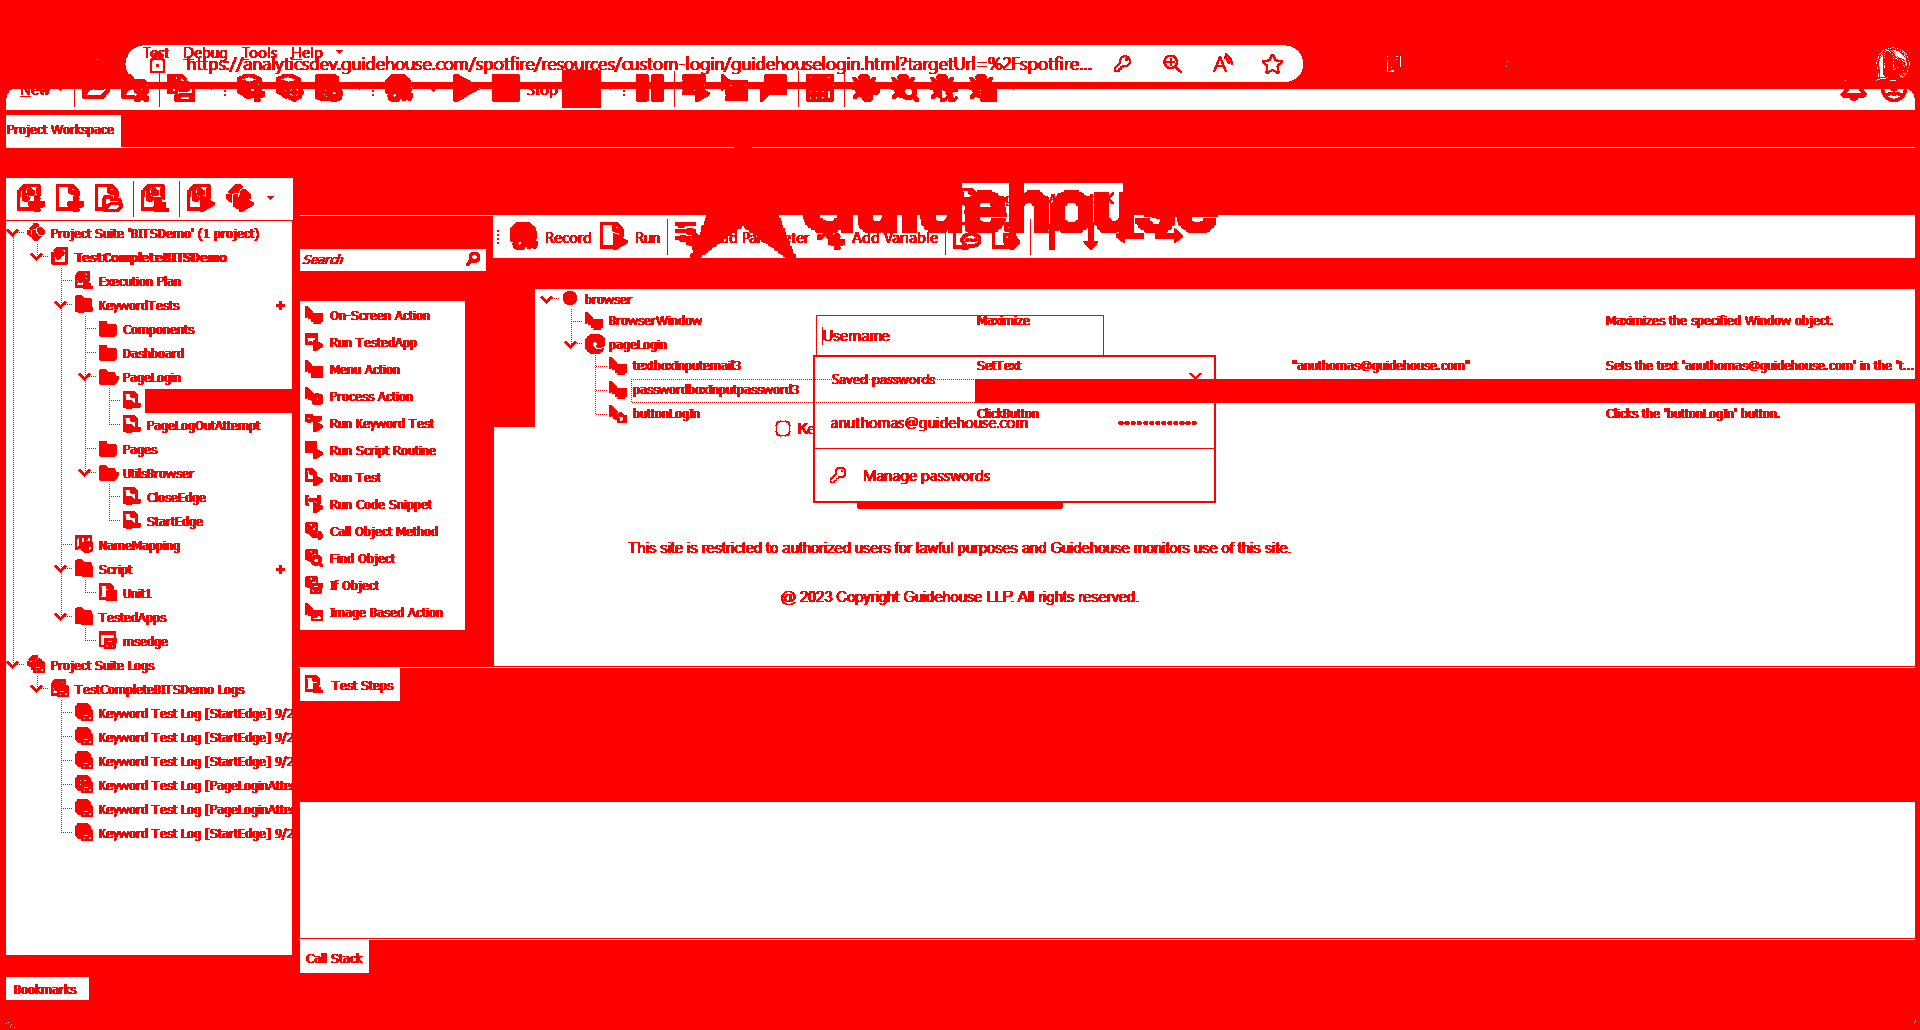 Test Debug Tools Help
https://analyticsdev.guidehouse.com/spotfire/resources/custom-login/guidehouselogin.html?targetUrl=%2Fspotfire...
New
Stop
Project Workspace
Guidehouse
Record Run Add Parameter Add Variable
Search
Project Suite 'BITSDemo' (1 project)
TestCompleteBITSDemo
Execution Plan
KeywordTests
Components
Dashboard
PageLogin
PageLogOutAttempt
Pages
UtilsBrowser
CloseEdge
StartEdge
NameMapping
Script
Unit1
TestedApps
msedge
Project Suite Logs
TestCompleteBITSDemo Logs
Keyword Test Log [StartEdge] 9/2
Keyword Test Log [StartEdge] 9/2
Keyword Test Log [StartEdge] 9/2
Keyword Test Log [PageLoginAtte
Keyword Test Log [PageLoginAtte
Keyword Test Log [StartEdge] 9/2
On-Screen Action
Run TestedApp
Menu Action
Process Action
Run Keyword Test
Run Script Routine
Run Test
Run Code Snippet
Call Object Method
Find Object
If Object
Image Based Action
browser
BrowserWindow Maximize Maximizes the specified Window object.
pageLogin
textboxInputemail3 SetText "anuthomas@guidehouse.com" Sets the text 'anuthomas@guidehouse.com' in the 't...
passwordboxInputpassword3
buttonLogIn ClickButton Clicks the 'buttonLogIn' button.
Username
Saved passwords
anuthomas@guidehouse.com •••••••••••••
Ke
Manage passwords
This site is restricted to authorized users for lawful purposes and Guidehouse monitors use of this site.
@ 2023 Copyright Guidehouse LLP. All rights reserved.
Test Steps
Call Stack
Bookmarks